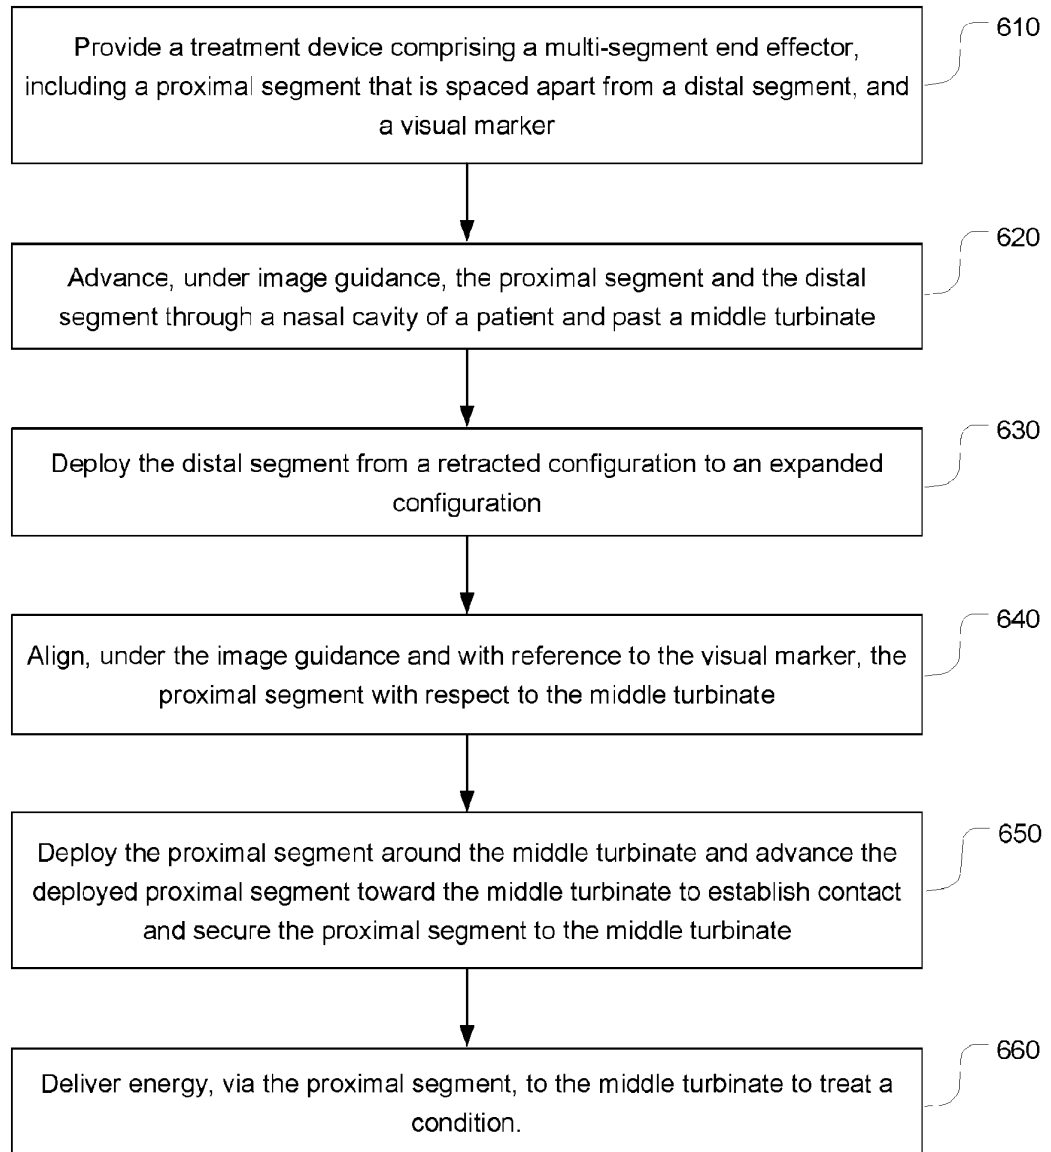 610
Provide a treatment device comprising a multi-segment end effector,
including a proximal segment that is spaced apart from a distal segment, and
a visual marker
620
Advance, under image guidance, the proximal segment and the distal
segment through a nasal cavity of a patient and past a middle turbinate
630
Deploy the distal segment from a retracted configuration to an expanded
configuration
640
Align, under the image guidance and with reference to the visual marker, the
proximal segment with respect to the middle turbinate
650
Deploy the proximal segment around the middle turbinate and advance the
deployed proximal segment toward the middle turbinate to establish contact
and secure the proximal segment to the middle turbinate
660
Deliver energy, via the proximal segment, to the middle turbinate to treat a
condition.